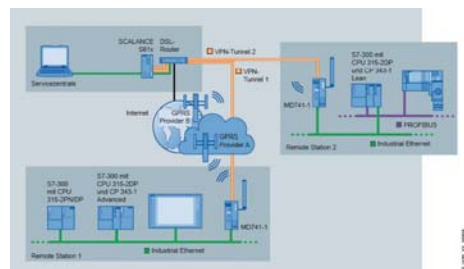 SCALANCE
S61x
DSL-
Router
Servicezentrale
VPN-Tunnel 2
VPN-
Tunnel 1
Internet
GPRS
Provider B
GPRS
Provider A
S7-300 mit
CPU 315-2DP
und CP 343-1
Lean
MD741-1
PROFIBUS
Industrial Ethernet
Remote Station 2
S7-300
mit CPU
315-2PN/DP
S7-300 mit
CPU 315-2DP
und CP 343-1
Advanced
MD741-1
Industrial Ethernet
Remote Station 1